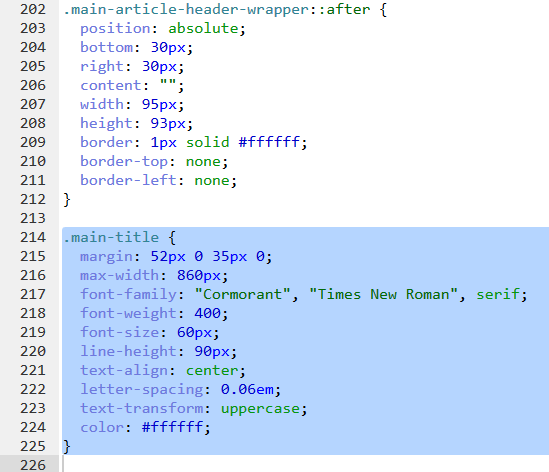 202 .main-article-header-wrapper::after {
203 position: absolute;
204 bottom: 30px;
205 right: 30px;
206 content: "";
207 width: 95px;
208 height: 93px;
209 border: 1px solid #ffffff;
210 border-top: none;
211 border-left: none;
212 }
213
214 .main-title {
215 margin: 52px 0 35px 0;
216 max-width: 860px;
217 font-family: "Cormorant", "Times New Roman", serif;
218 font-weight: 400;
219 font-size: 60px;
220 line-height: 90px;
221 text-align: center;
222 letter-spacing: 0.06em;
223 text-transform: uppercase;
224 color: #ffffff;
225 }
226